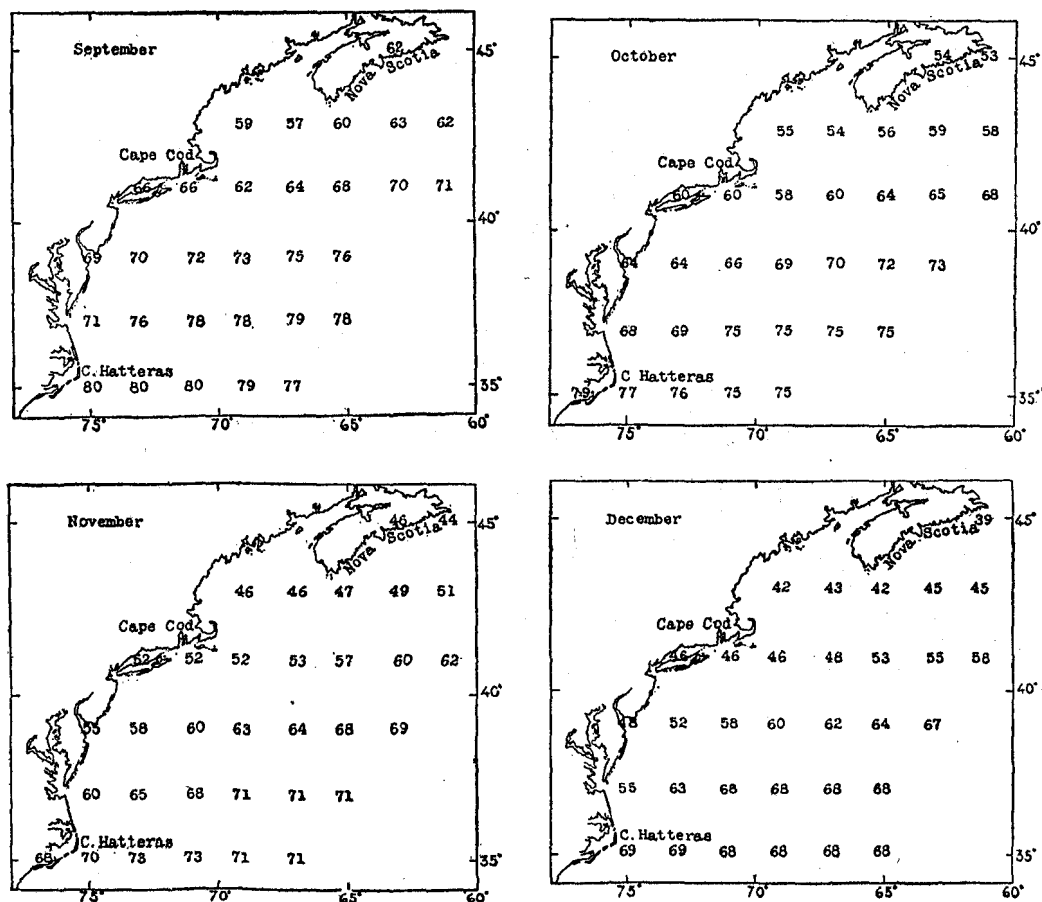 September
62
Nova Scotia
45°
59 57 60 63 62
Cape Cod
66 66 62 64 68 70 71
40°
69 70 72 73 75 76
71 76 78 78 79 78
C. Hatteras
80 80 80 79 77
35°
75° 70° 65° 60°
October
54 53
Nova Scotia
45°
55 54 56 59 58
Cape Cod
60 60 58 60 64 65 68
40°
64 64 66 69 70 72 73
68 69 75 75 75 75
C Hatteras
77 76 75 75
35°
75° 70° 65° 60°
November
46 44
Nova Scotia
45°
46 46 47 49 51
Cape Cod
52 52 52 53 57 60 62
40°
55 58 60 63 64 68 69
60 65 68 71 71 71
C. Hatteras
70 73 71 71
35°
75° 70° 65° 60°
December
39
Nova Scotia
45°
42 43 42 45 45
Cape Cod
46 46 46 48 53 55 58
40°
48 52 58 60 62 64 67
55 63 68 68 68 68
C. Hatteras
69 69 68 68 68 68
35°
75° 70° 65° 60°